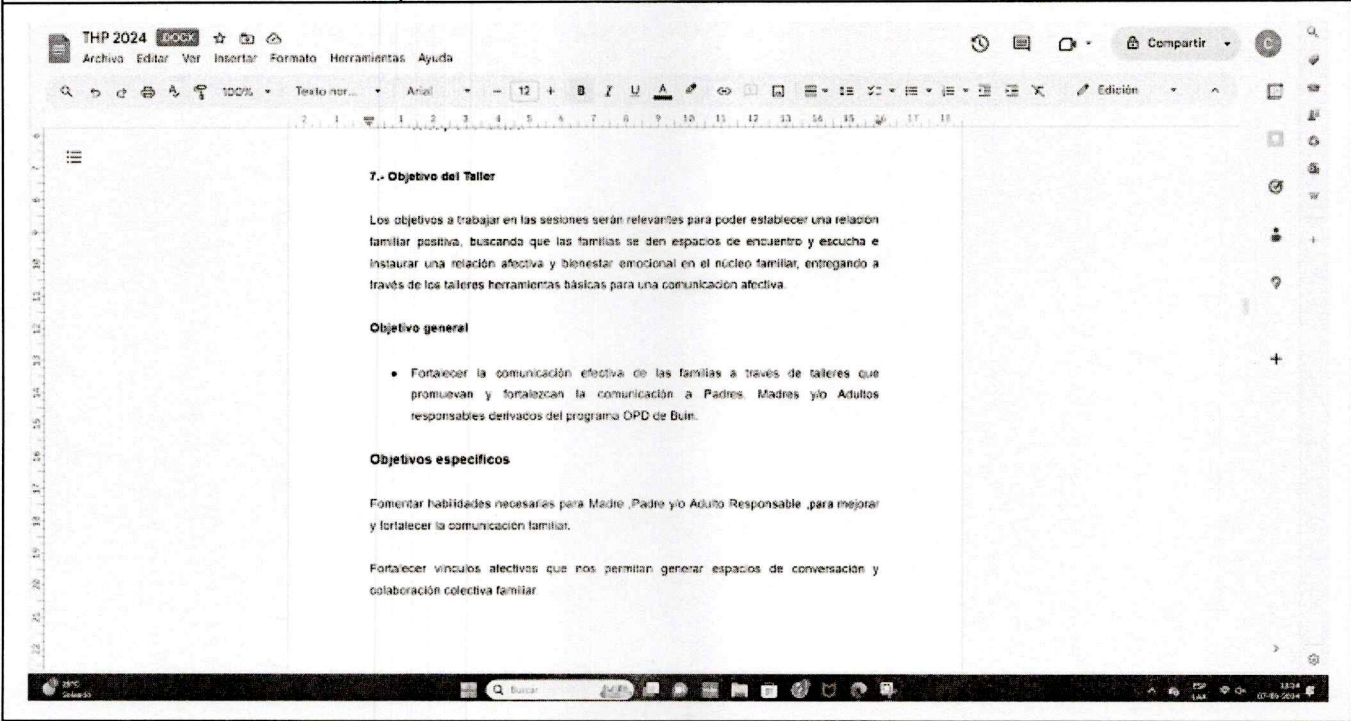 THP 2024 .DOCX
Archivo Editar Ver Insertar Formato Herramientas Ayuda
Compartir
C
100% Texto nor... Arial - 12 + B I U A
Edición
7.- Objetivo del Taller
Los objetivos a trabajar en las sesiones serán relevantes para poder establecer una relación
familiar positiva, buscando que las familias se den espacios de encuentro y escucha e
instaurar una relación afectiva y bienestar emocional en el núcleo familiar, entregando a
través de los talleres herramientas básicas para una comunicación afectiva.
Objetivo general
• Fortalecer la comunicación efectiva de las familias a través de talleres que
promuevan y fortalezcan la comunicación a Padres, Madres y/o Adultos
responsables derivados del programa OPD de Buin.
Objetivos específicos
Fomentar habilidades necesarias para Madre ,Padre y/o Adulto Responsable ,para mejorar
y fortalecer la comunicación familiar.
Fortalecer vínculos afectivos que nos permitan generar espacios de conversación y
colaboración colectiva familiar.
Buscar
ESP